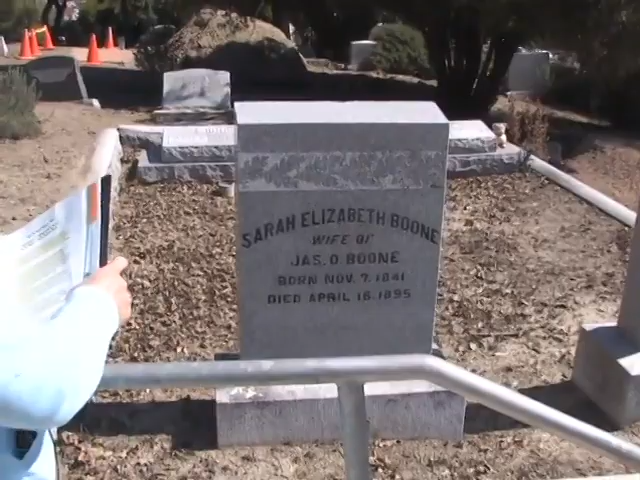 SARAH ELIZABETH BOONE
WIFE OF
JAS. O. BOONE
BORN NOV. 7. 1841
DIED APRIL 16. 1895